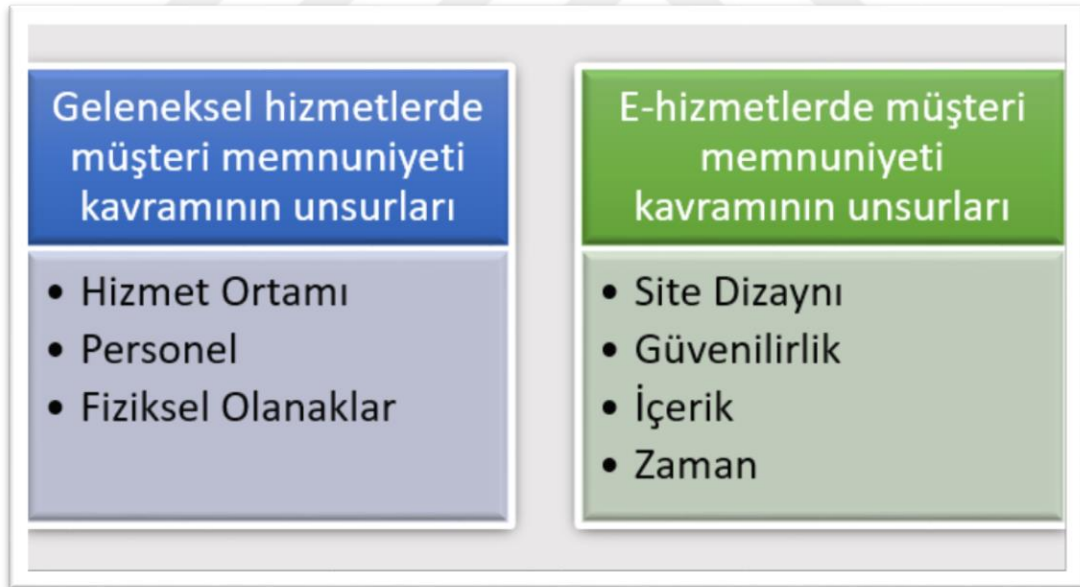 Geleneksel hizmetlerde
müşteri memnuniyeti
kavramının unsurları
• Hizmet Ortamı
• Personel
• Fiziksel Olanaklar
E-hizmetlerde müşteri
memnuniyeti
kavramının unsurları
• Site Dizaynı
• Güvenilirlik
• İçerik
• Zaman